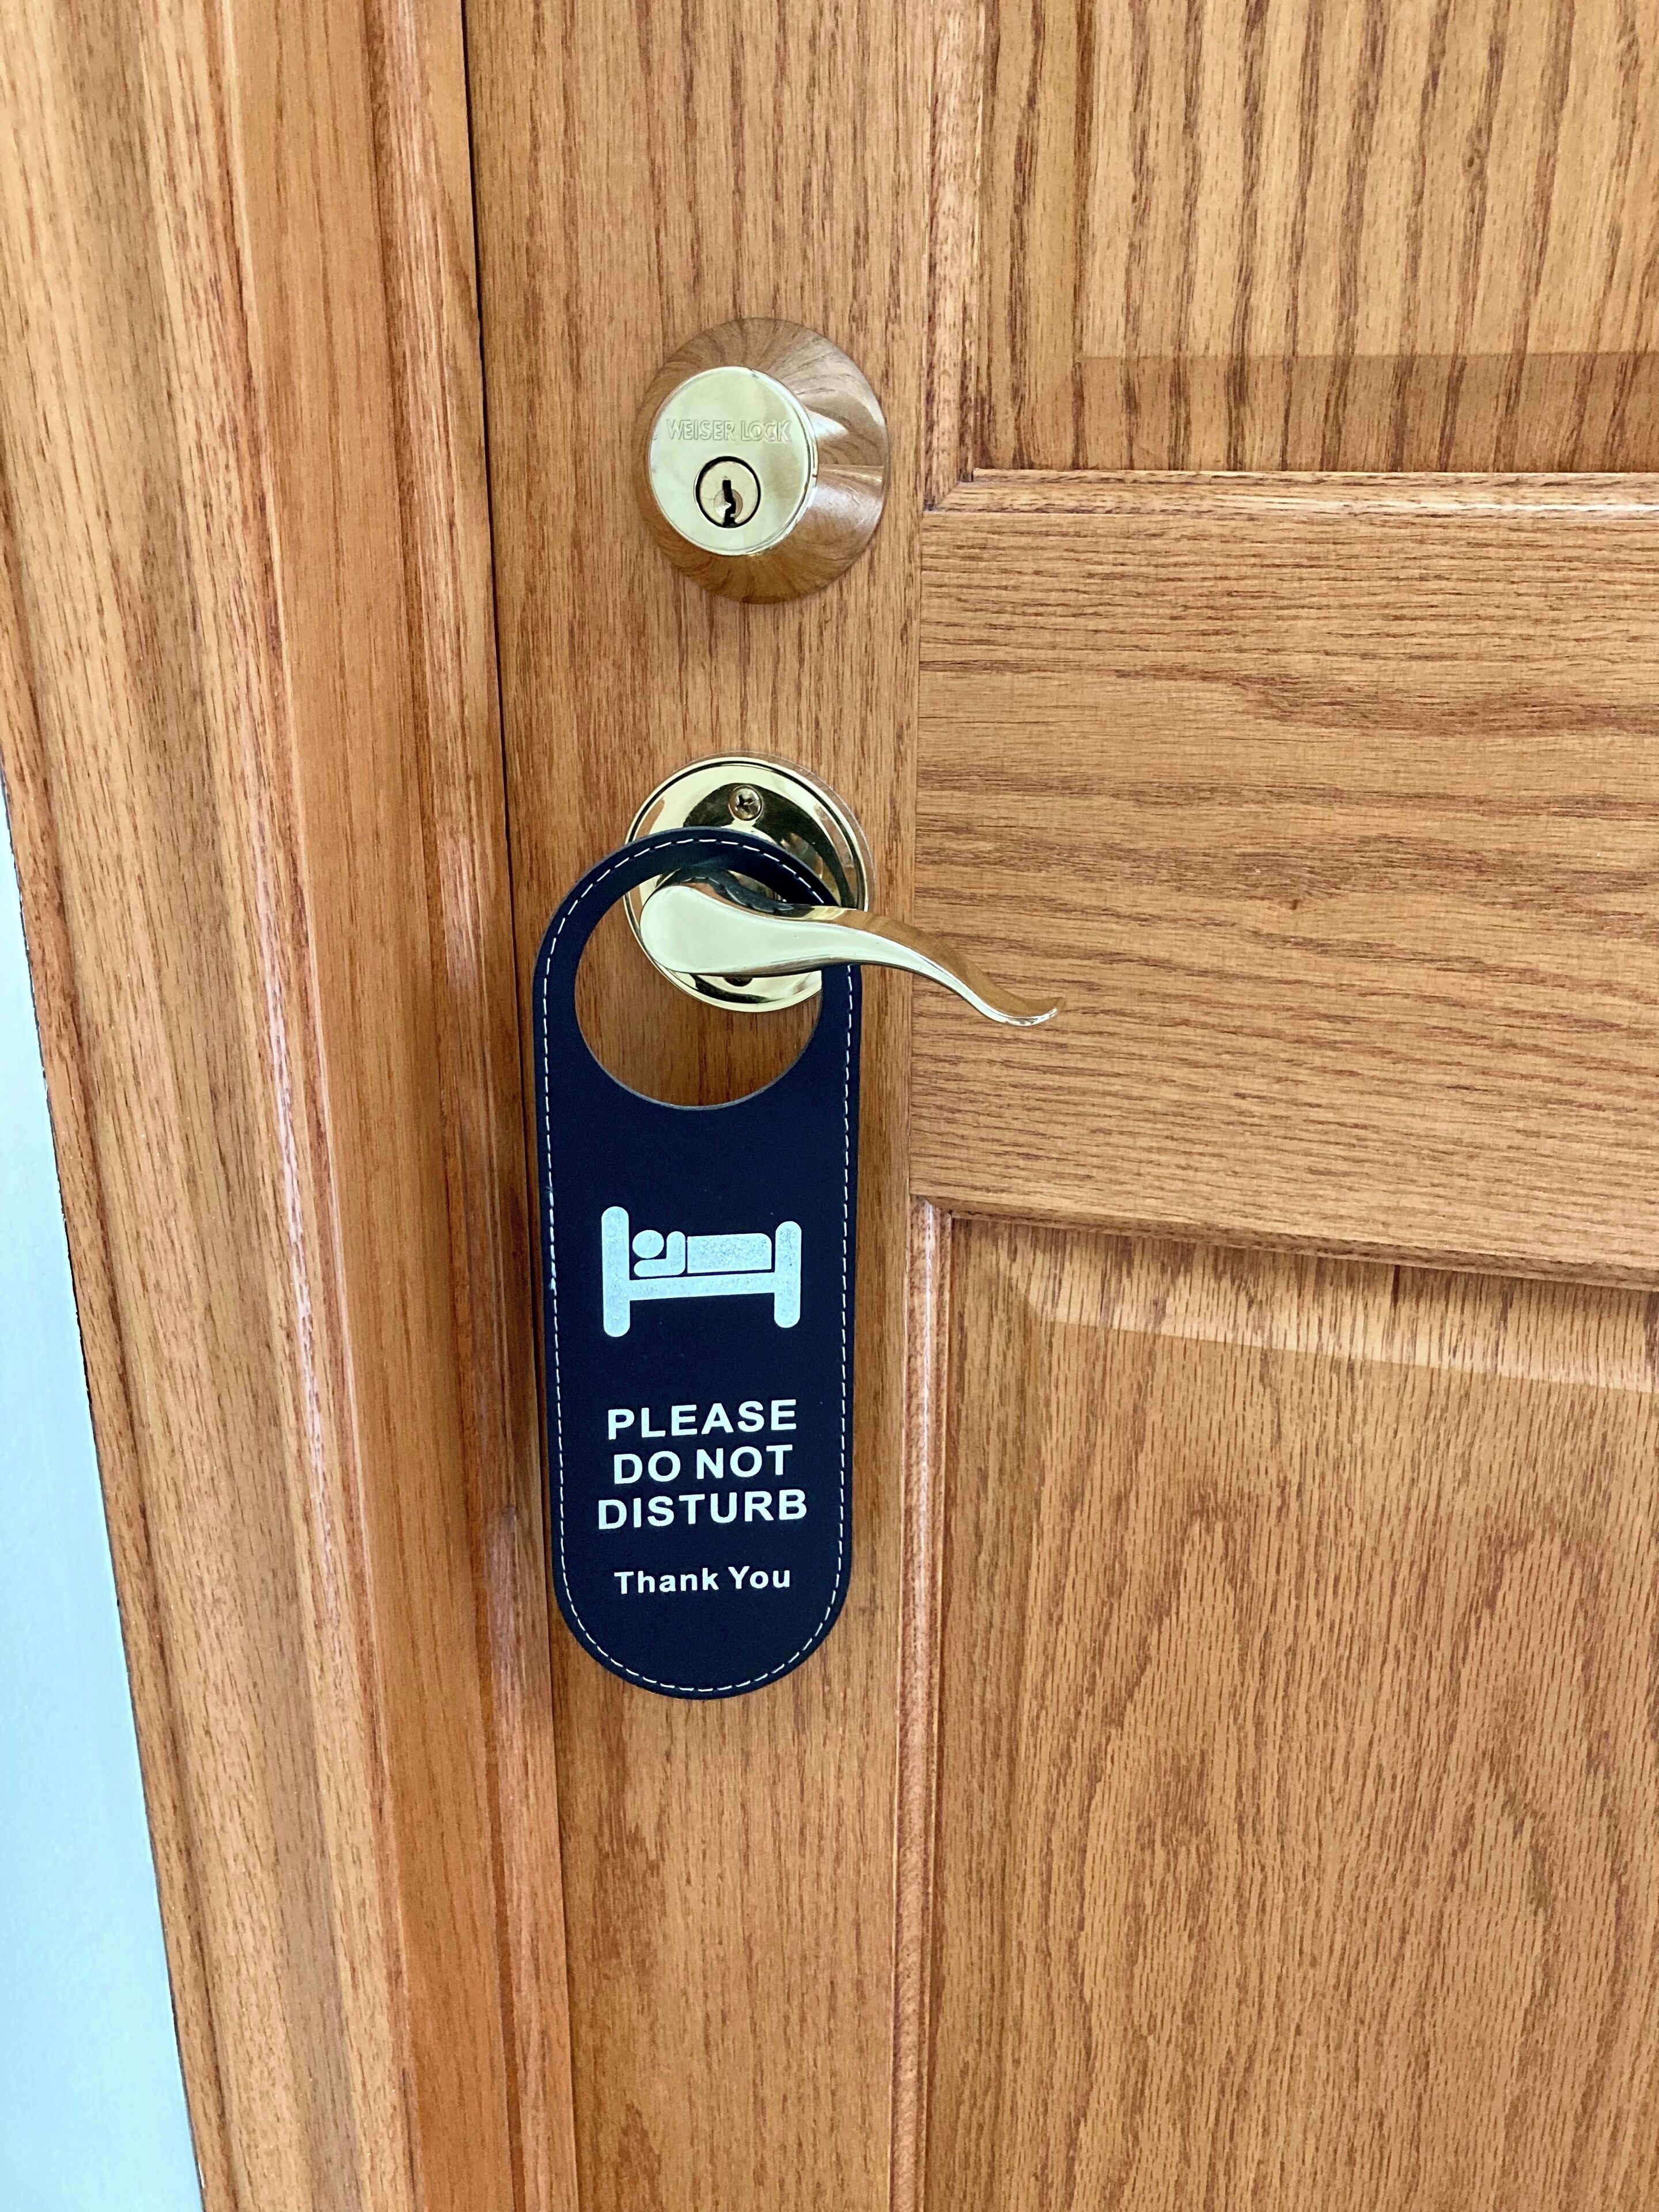 WEISER LOCK
PLEASE
DO NOT
DISTURB
Thank You